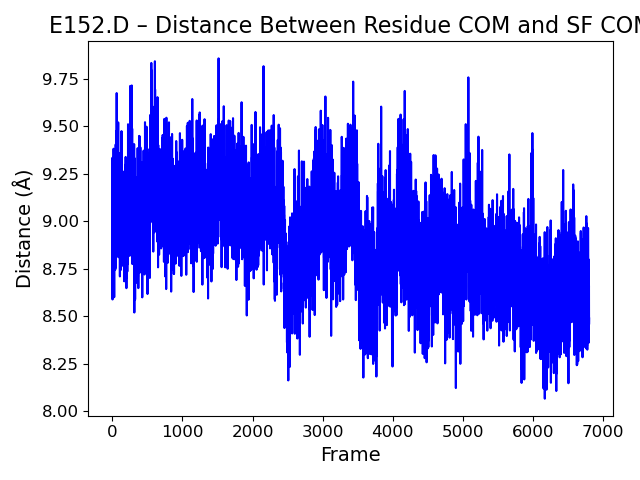 E152.D – Distance Between Residue COM and SF COM
9.75
9.50
9.25
9.00
8.75
8.50
8.25
8.00
Distance (Å)
0 1000 2000 3000 4000 5000 6000 7000
Frame